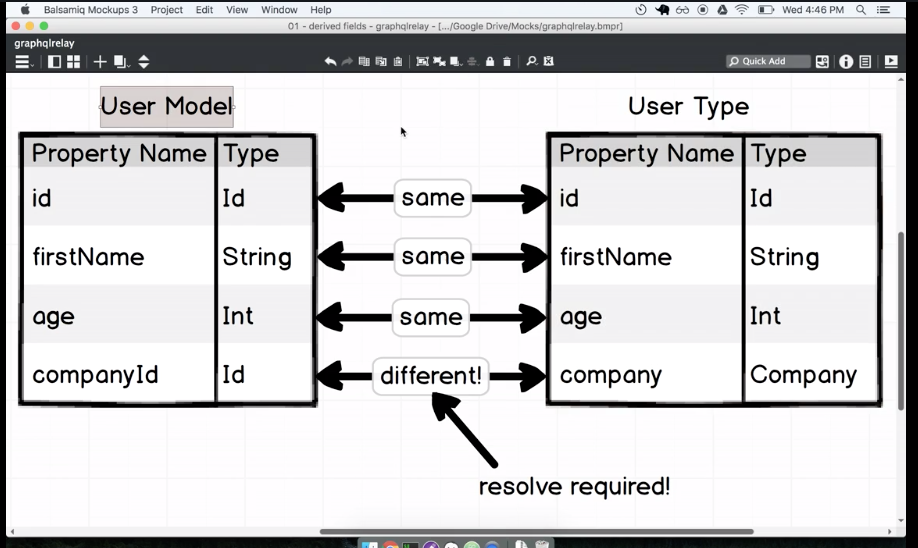 Balsamiq Mockups 3 Project Edit View Window Help Wed 4:46 PM
01 - derived fields - graphqlrelay - [.../Google Drive/Mocks/graphqlrelay.bmpr]
graphqlrelay
Quick Add
User Model User Type
Property Name Type Property Name Type
id Id same id Id
firstName String same firstName String
age Int same age Int
companyId Id different! company Company
resolve required!